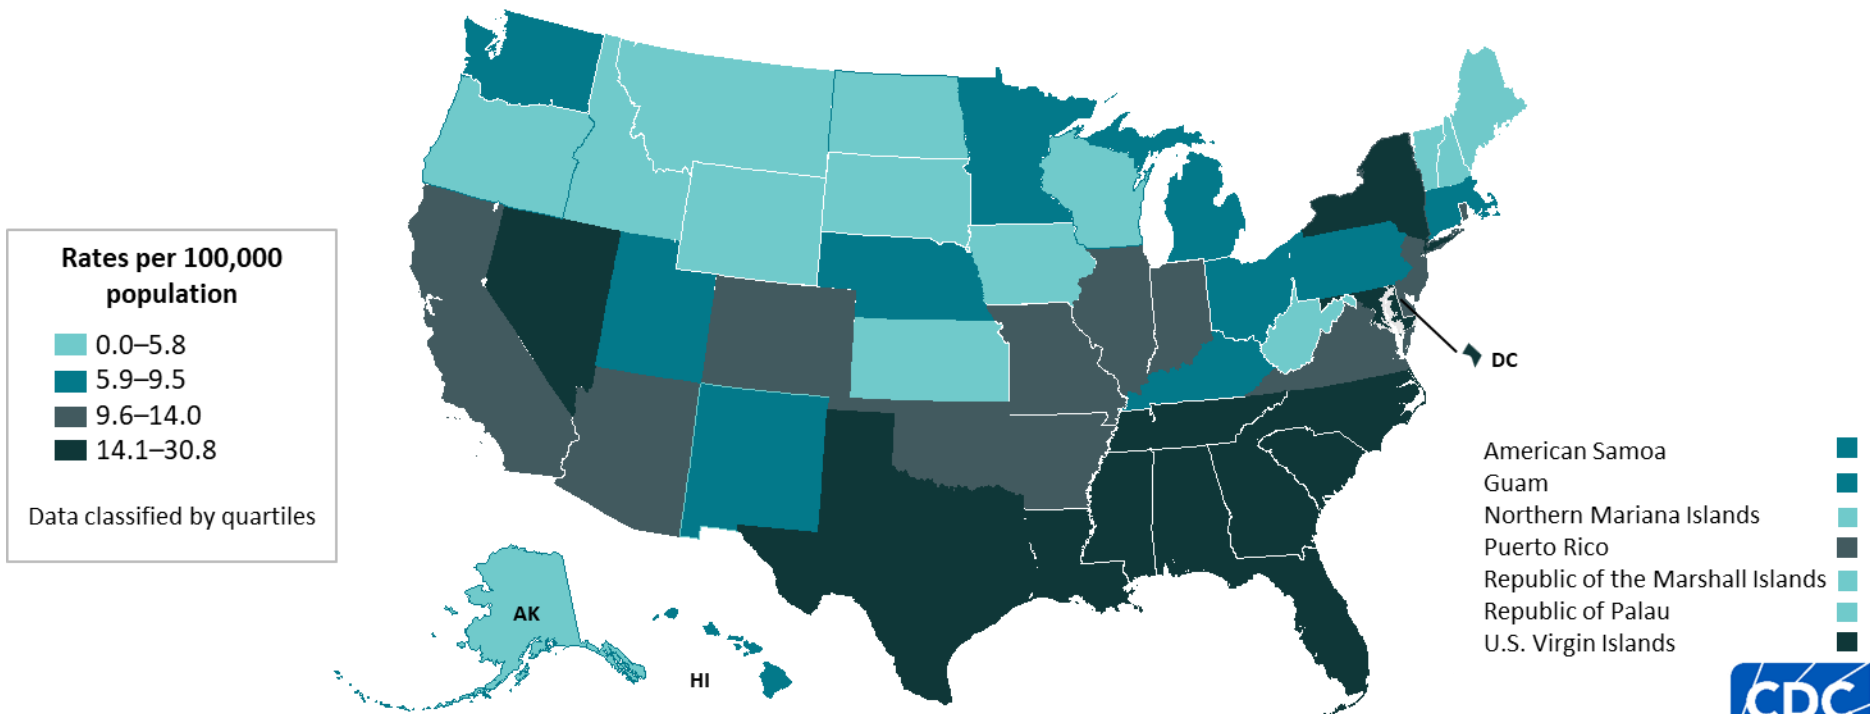 Rates per 100,000
population
0.0–5.8
5.9–9.5
9.6–14.0
14.1–30.8
Data classified by quartiles
DC
AK
HI
American Samoa
Guam
Northern Mariana Islands
Puerto Rico
Republic of the Marshall Islands
Republic of Palau
U.S. Virgin Islands
CDC